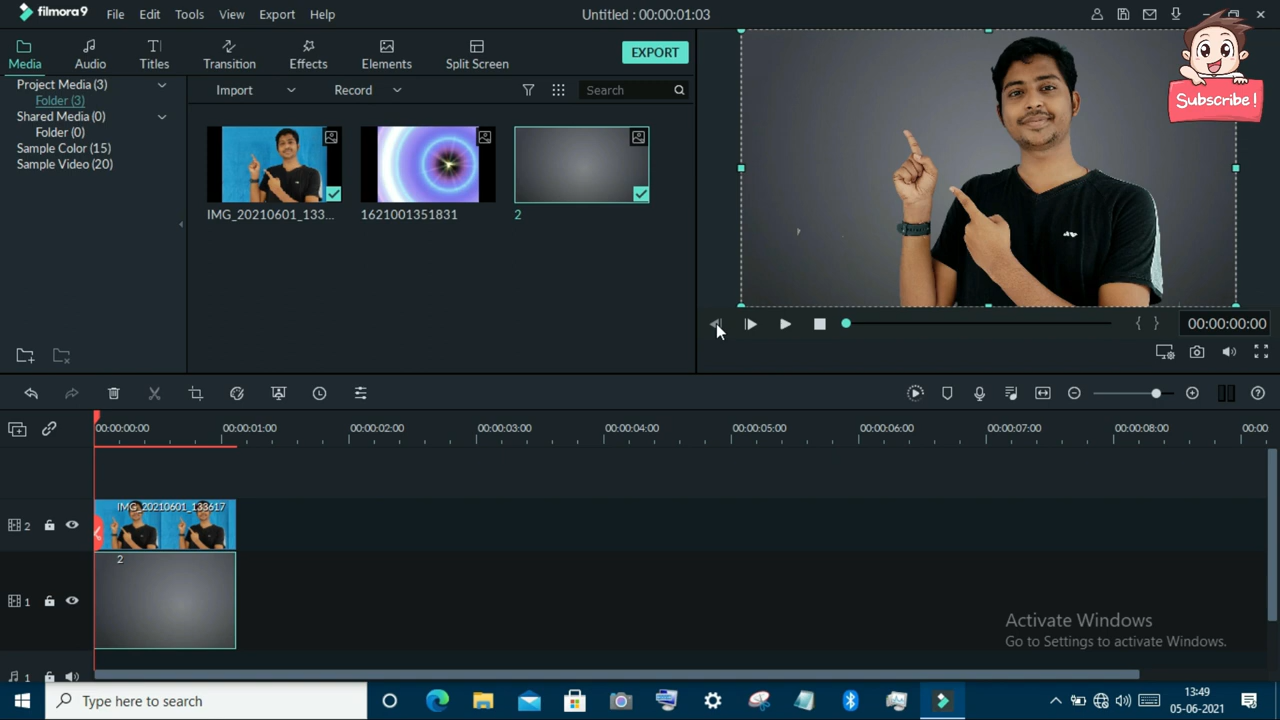 filmora9 File Edit Tools View Export Help Untitled : 00:00:01:03
Media Audio Titles Transition Effects Elements Split Screen EXPORT
Subscribe!
Project Media (3)
Folder (3)
Shared Media (0)
Folder (0)
Sample Color (15)
Sample Video (20)
Import Record Search
IMG_20210601_133... 1621001351831 2
00:00:00:00
00:00:00:00 00:00:01:00 00:00:02:00 00:00:03:00 00:00:04:00 00:00:05:00 00:00:06:00 00:00:07:00 00:00:08:00 00:00
2 IMG_20210601_133617
2
1
1
Activate Windows
Go to Settings to activate Windows.
Type here to search
13:49
05-06-2021